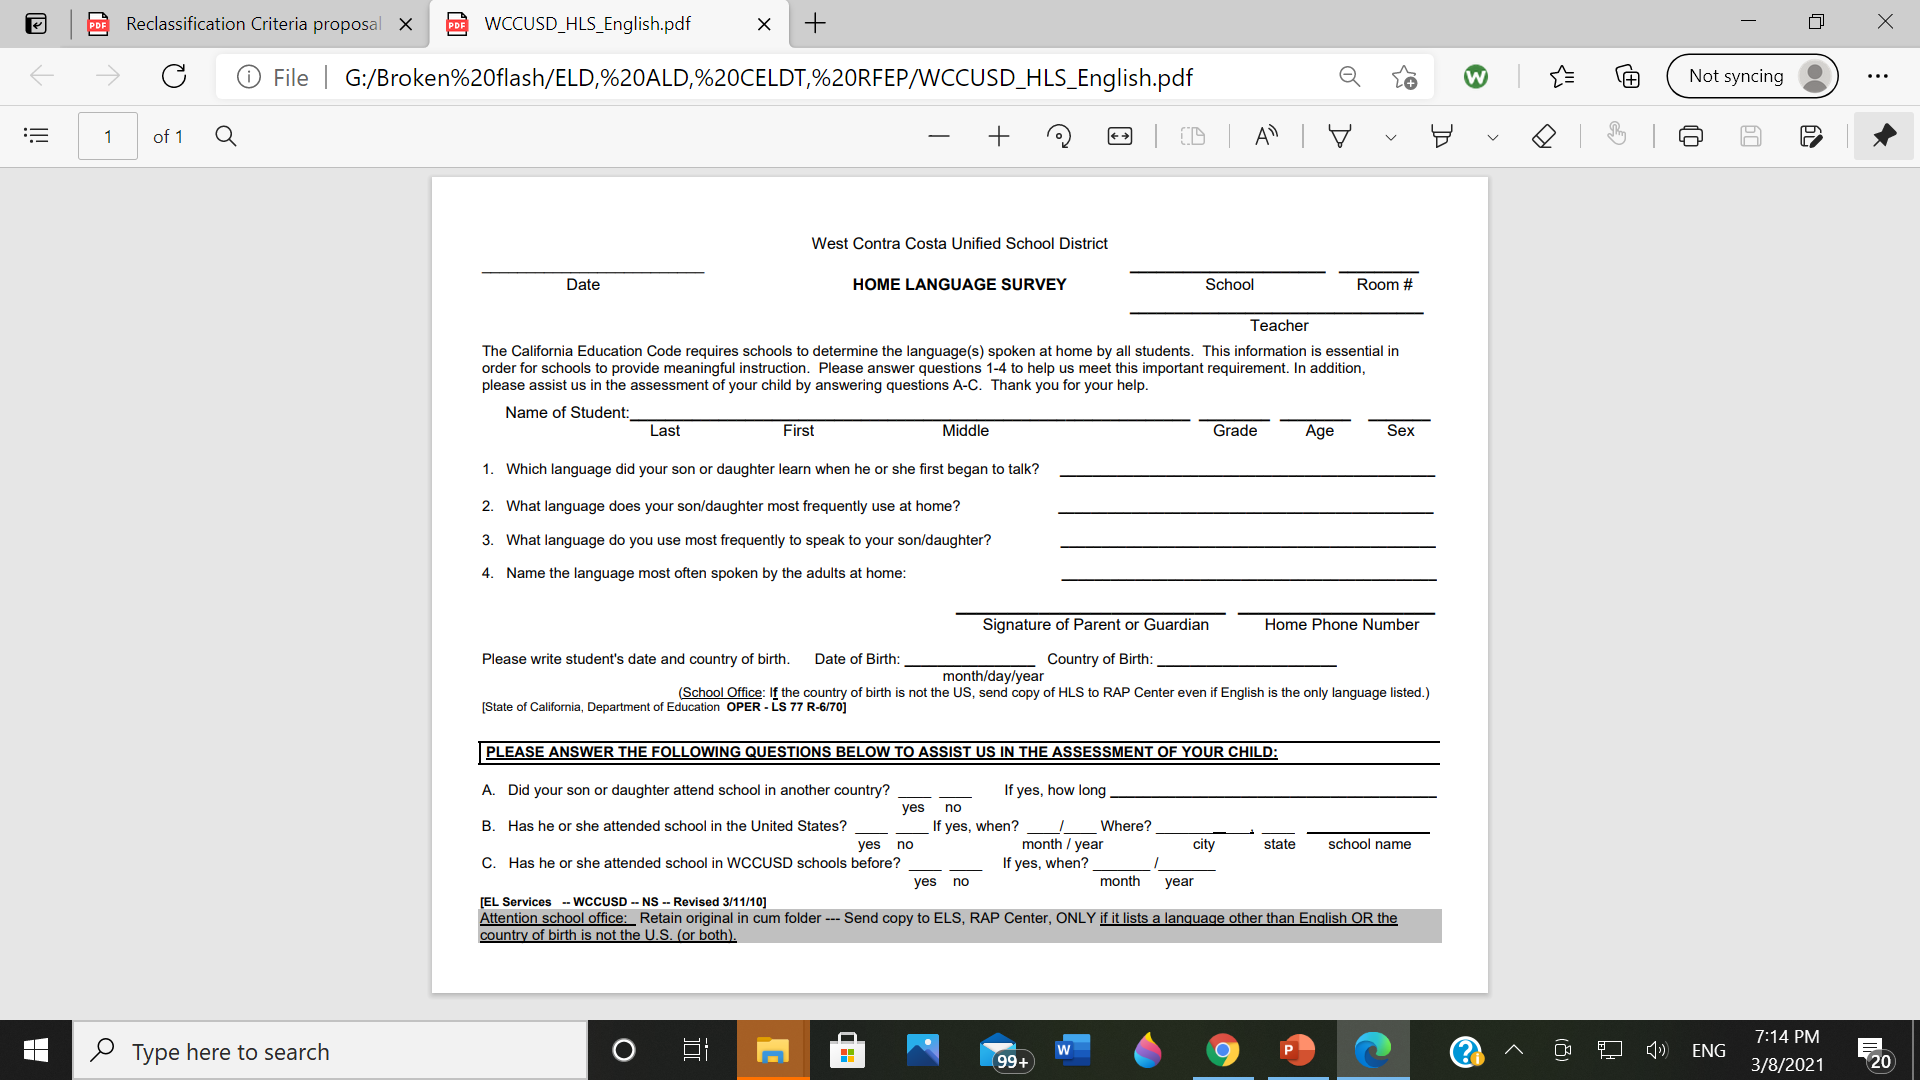 Reclassification Criteria proposal
WCCUSD_HLS_English.pdf
File
G:/Broken%20flash/ELD,%20ALD,%20CELDT,%20RFEP/WCCUSD_HLS_English.pdf
Not syncing
1 of 1
West Contra Costa Unified School District
Date
HOME LANGUAGE SURVEY
School Room #
Teacher
The California Education Code requires schools to determine the language(s) spoken at home by all students. This information is essential in
order for schools to provide meaningful instruction. Please answer questions 1-4 to help us meet this important requirement. In addition,
please assist us in the assessment of your child by answering questions A-C. Thank you for your help.
Name of Student:
Last First Middle Grade Age Sex
1. Which language did your son or daughter learn when he or she first began to talk?
2. What language does your son/daughter most frequently use at home?
3. What language do you use most frequently to speak to your son/daughter?
4. Name the language most often spoken by the adults at home:
Signature of Parent or Guardian Home Phone Number
Please write student's date and country of birth. Date of Birth: Country of Birth:
month/day/year
(School Office: If the country of birth is not the US, send copy of HLS to RAP Center even if English is the only language listed.)
[State of California, Department of Education OPER - LS 77 R-6/70]
PLEASE ANSWER THE FOLLOWING QUESTIONS BELOW TO ASSIST US IN THE ASSESSMENT OF YOUR CHILD:
A. Did your son or daughter attend school in another country? ____ ____ If yes, how long
yes no
B. Has he or she attended school in the United States? ____ ____ If yes, when? ____/____ Where? ____, ____
yes no month / year city state school name
C. Has he or she attended school in WCCUSD schools before? ____ ____ If yes, when? _______ /_______
yes no month year
[EL Services -- WCCUSD -- NS -- Revised 3/11/10]
Attention school office: Retain original in cum folder --- Send copy to ELS, RAP Center, ONLY if it lists a language other than English OR the
country of birth is not the U.S. (or both).
Type here to search
99+
ENG
7:14 PM
3/8/2021
20